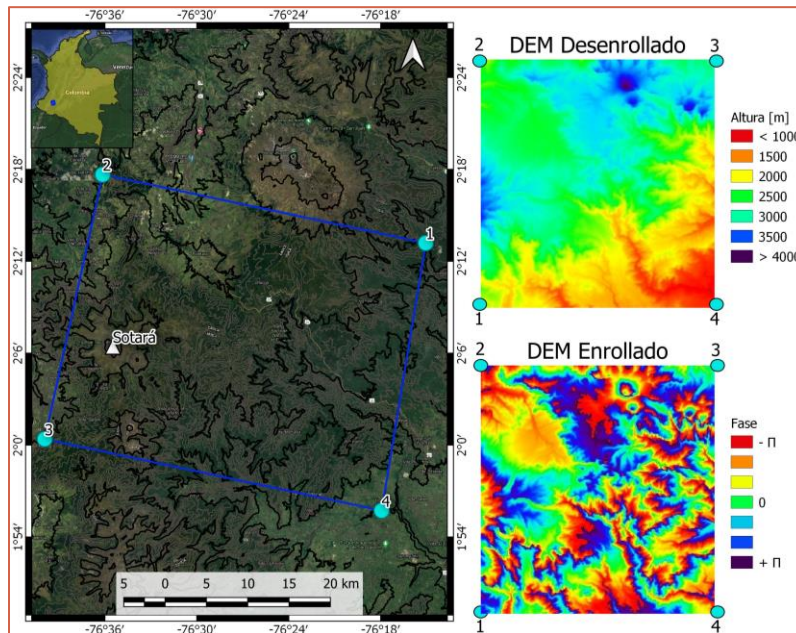 -76°36' -76°30' -76°24' -76°18'
Colombia
2°24'
2°18'
2°12'
2°6'
2°0'
1°54'
2
1
Sotará
3
4
5 0 5 10 15 20 km
-76°36' -76°30' -76°24' -76°18'
2 DEM Desenrollado 3
Altura [m]
< 1000
1500
2000
2500
3000
3500
> 4000
1 4
2 DEM Enrollado 3
Fase
- Π
0
+ Π
1 4
2°24'
2°18'
2°12'
2°6'
2°0'
1°54'